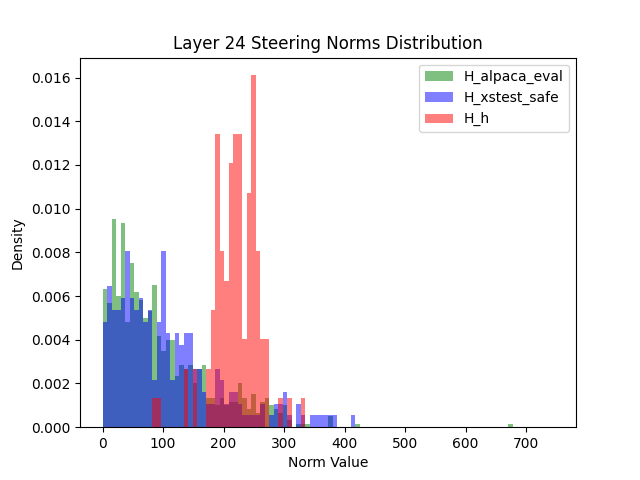 Layer 24 Steering Norms Distribution
H_alpaca_eval
H_xstest_safe
H_h
0.016
0.014
0.012
0.010
0.008
0.006
0.004
0.002
0.000
Density
0 100 200 300 400 500 600 700
Norm Value